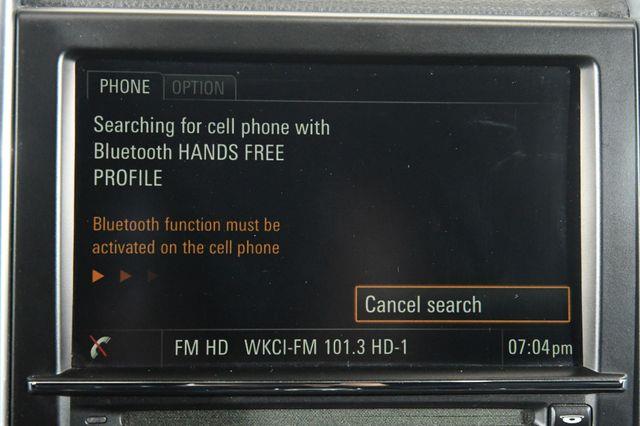 PHONE OPTION
Searching for cell phone with
Bluetooth HANDS FREE
PROFILE
Bluetooth function must be
activated on the cell phone
Cancel search
FM HD WKCI-FM 101.3 HD-1 07:04pm